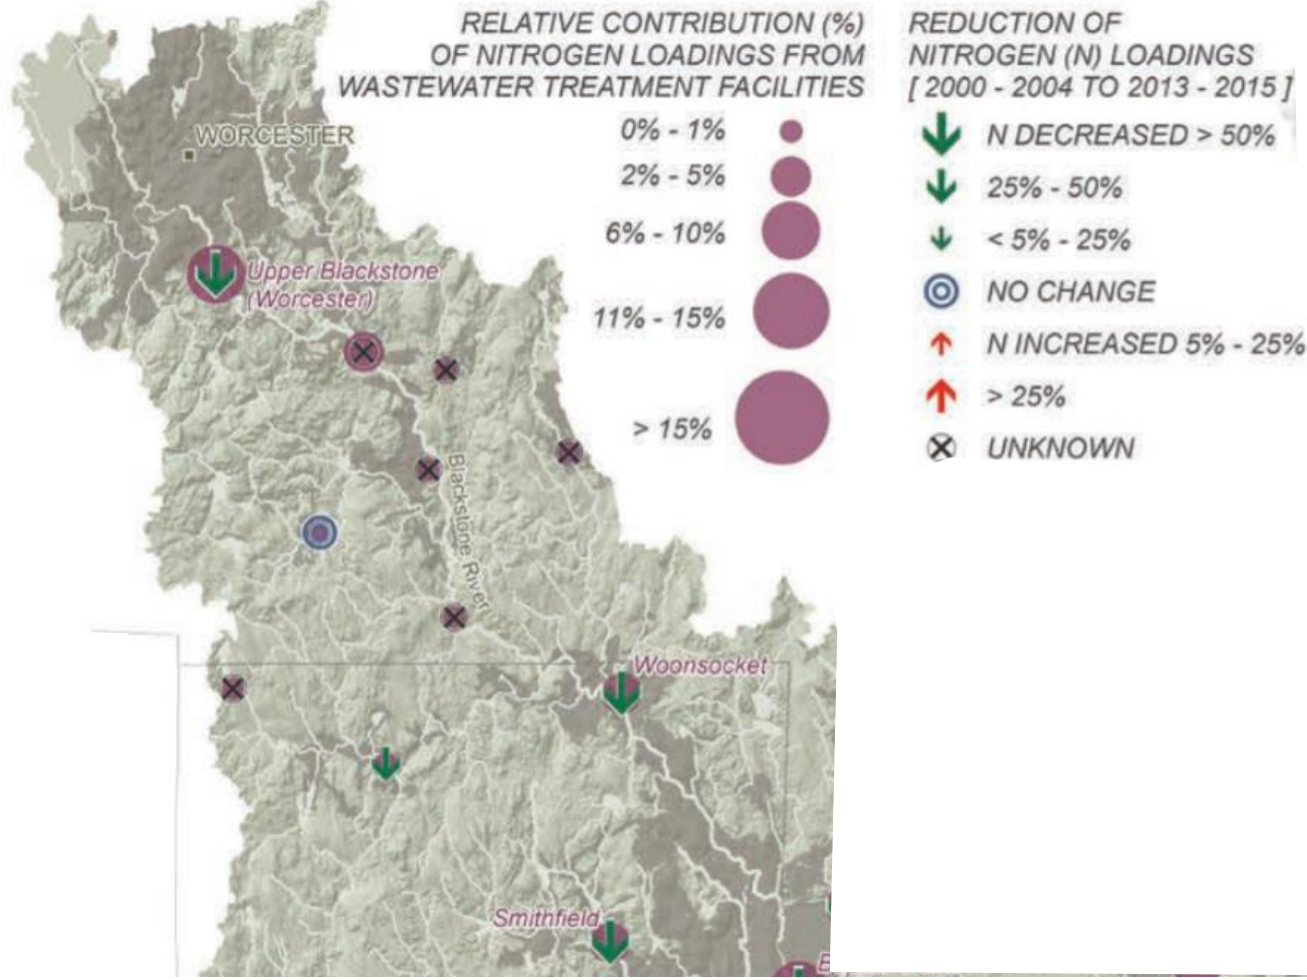 RELATIVE CONTRIBUTION (%)
OF NITROGEN LOADINGS FROM
WASTEWATER TREATMENT FACILITIES
0% - 1%
2% - 5%
6% - 10%
11% - 15%
> 15%
REDUCTION OF
NITROGEN (N) LOADINGS
[ 2000 - 2004 TO 2013 - 2015 ]
N DECREASED > 50%
25% - 50%
< 5% - 25%
NO CHANGE
N INCREASED 5% - 25%
> 25%
UNKNOWN
WORCESTER
Upper Blackstone
(Worcester)
Blackstone River
Woonsocket
Smithfield